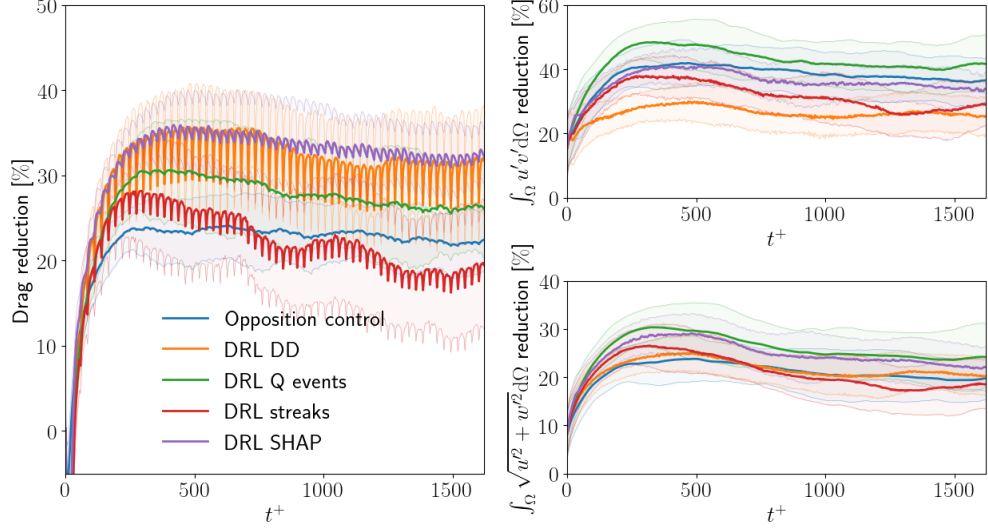 50
40
30
20
10
0
Drag reduction [%]
0
500
1000
1500
t⁺
Opposition control
DRL DD
DRL Q events
DRL streaks
DRL SHAP
60
40
20
0
∫_Ω u′v′dΩ reduction [%]
0
500
1000
1500
t⁺
40
30
20
10
0
∫_Ω √(u′² + w′²)dΩ reduction [%]
0
500
1000
1500
t⁺